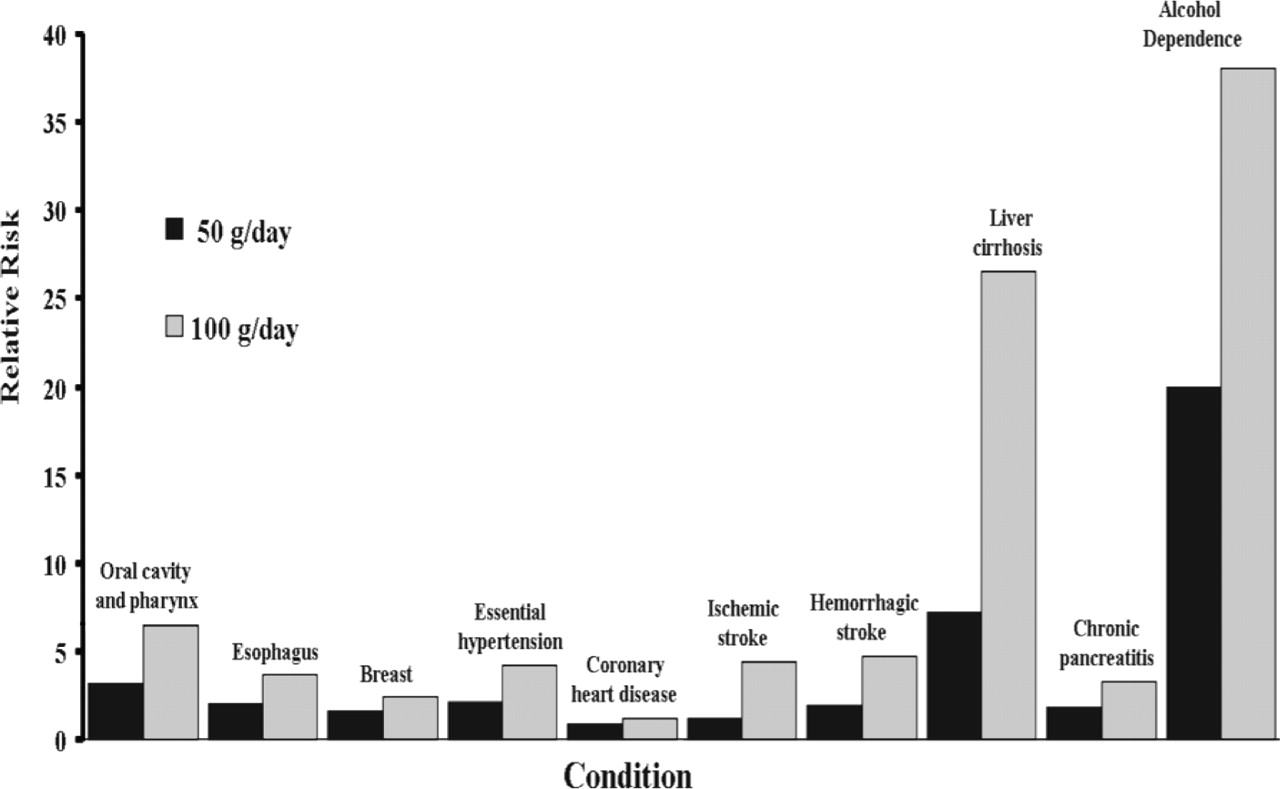 Alcohol
Dependence
40
35
30
25
20
15
10
5
0
Relative Risk
50 g/day
100 g/day
Liver
cirrhosis
Oral cavity
and pharynx
Esophagus
Breast
Essential
hypertension
Coronary
heart disease
Ischemic
stroke
Hemorrhagic
stroke
Chronic
pancreatitis
Condition